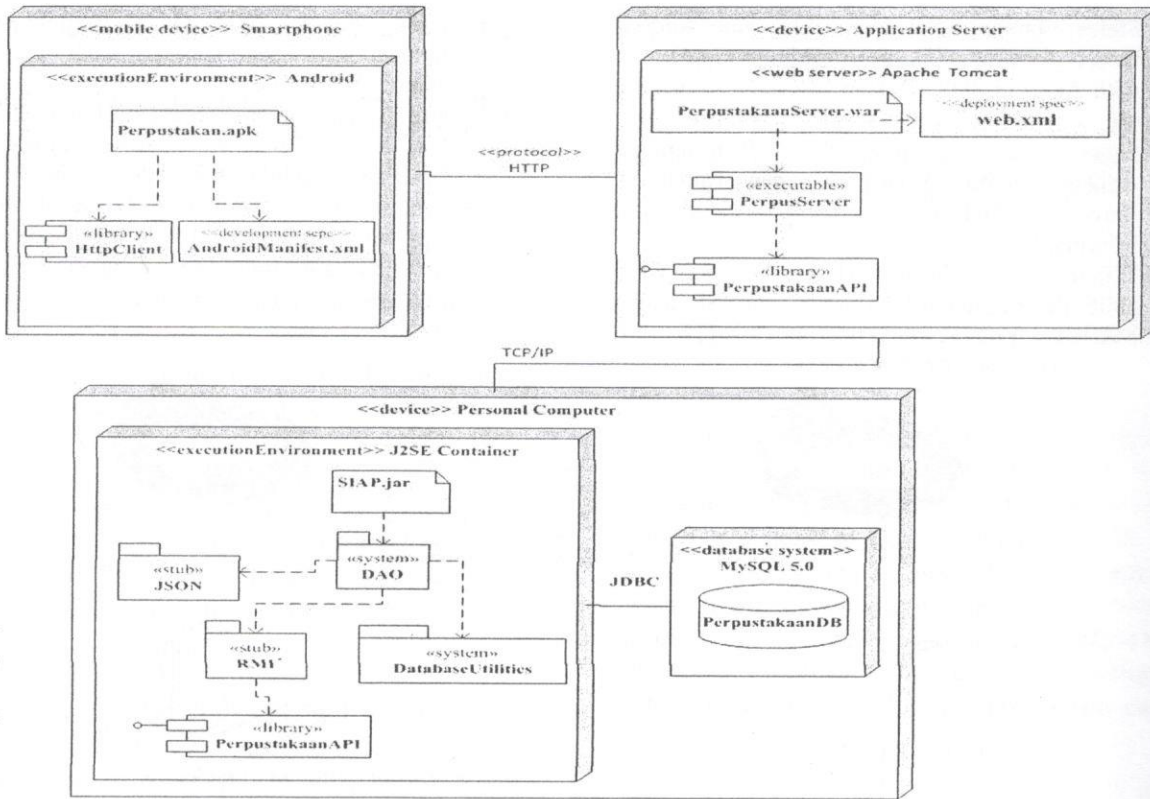 <<mobile device>> Smartphone
<<executionEnvironment>> Android
Perpustakan.apk
«library»
HttpClient
<<development sepc>>
AndroidManifest.xml
<<protocol>>
HTTP
<<device>> Application Server
<<web server>> Apache Tomcat
PerpustakaanServer.war
<<deployment spec>>
web.xml
«executable»
PerpusServer
«library»
PerpustakaanAPI
TCP/IP
<<device>> Personal Computer
<<executionEnvironment>> J2SE Container
SIAP.jar
«stub»
JSON
«system»
DAO
«stub»
«system»
DatabaseUtilities
«library»
PerpustakaanAPI
JDBC
<<database system>>
MySQL 5.0
PerpustakaanDB